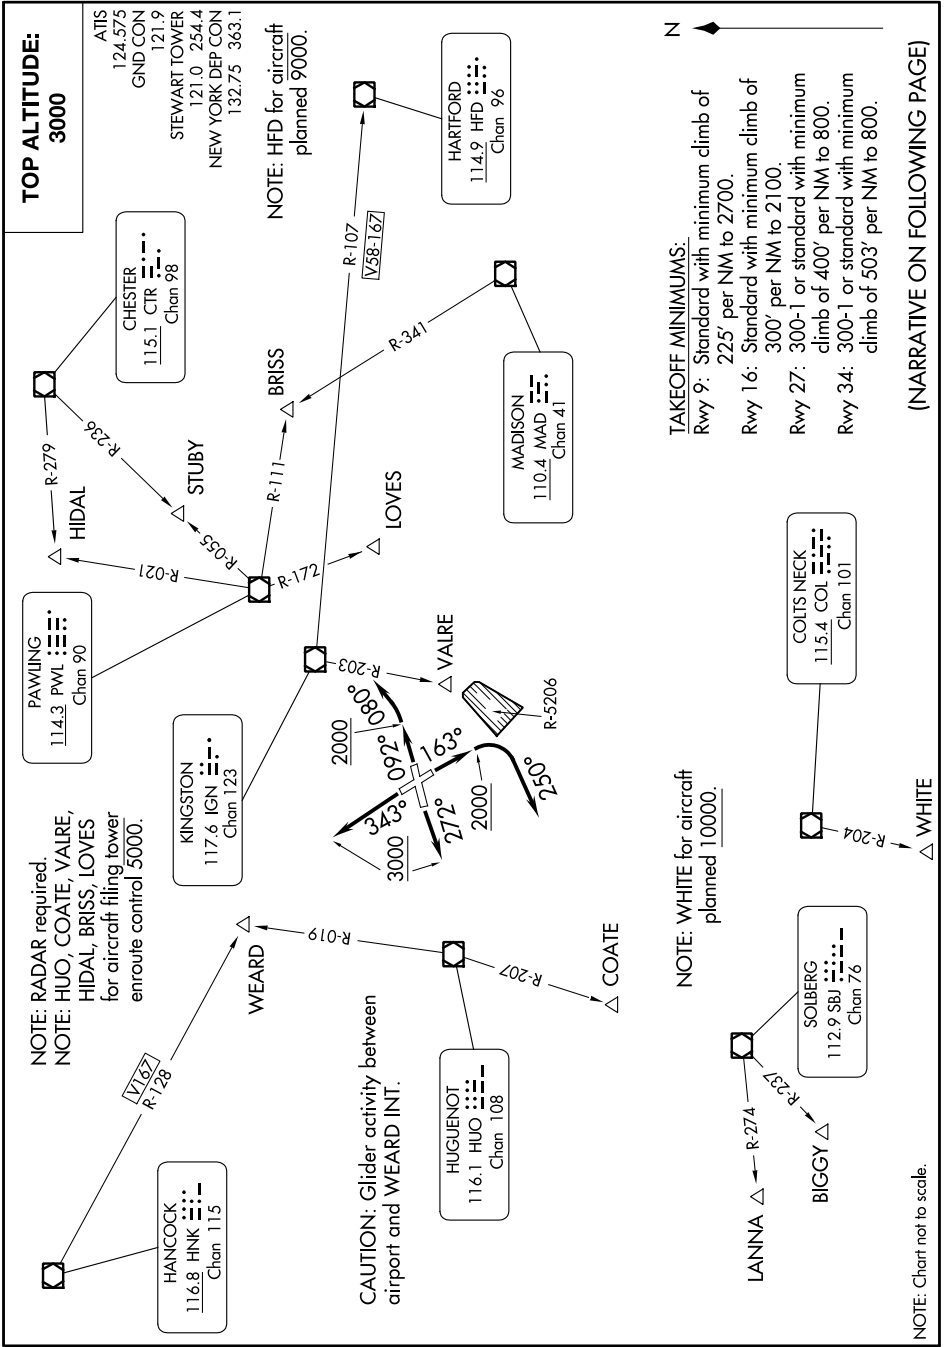 TOP ALTITUDE:
3000
ATIS
124.575
GND CON
121.9
STEWART TOWER
121.0 254.4
NEW YORK DEP CON
132.75 363.1
NOTE: RADAR required.
NOTE: HUO, COATE, VALRE,
HIDAL, BRISS, LOVES
for aircraft filing tower
enroute control 5000.
NOTE: HFD for aircraft
planned 9000.
HANCOCK
116.8 HNK
Chan 115
V167
R-128
WEARD
R-019
KINGSTON
117.6 IGN
Chan 123
PAWLING
114.3 PWL
Chan 90
R-021
HIDAL
R-279
CHESTER
115.1 CTR
Chan 98
R-236
STUBY
R-055
R-111
BRISS
R-341
R-172
LOVES
R-107
V58-167
HARTFORD
114.9 HFD
Chan 96
MADISON
110.4 MAD
Chan 41
R-203
VALRE
R-5206
2000
080°
092°
163°
2000
250°
343°
272°
3000
CAUTION: Glider activity between
airport and WEARD INT.
HUGUENOT
116.1 HUO
Chan 108
R-207
COATE
NOTE: WHITE for aircraft
planned 10000.
LANNA
R-274
BIGGY
R-237
SOLBERG
112.9 SBJ
Chan 76
COLTS NECK
115.4 COL
Chan 101
R-204
WHITE
N
TAKEOFF MINIMUMS:
Rwy 9: Standard with minimum climb of
225' per NM to 2700.
Rwy 16: Standard with minimum climb of
300' per NM to 2100.
Rwy 27: 300-1 or standard with minimum
climb of 400' per NM to 800.
Rwy 34: 300-1 or standard with minimum
climb of 503' per NM to 800.
(NARRATIVE ON FOLLOWING PAGE)
NOTE: Chart not to scale.